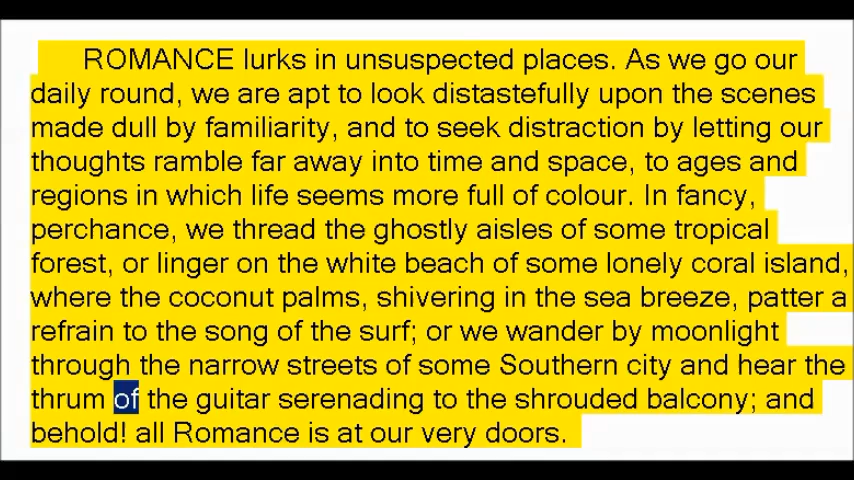 ROMANCE lurks in unsuspected places. As we go our
daily round, we are apt to look distastefully upon the scenes
made dull by familiarity, and to seek distraction by letting our
thoughts ramble far away into time and space, to ages and
regions in which life seems more full of colour. In fancy,
perchance, we thread the ghostly aisles of some tropical
forest, or linger on the white beach of some lonely coral island,
where the coconut palms, shivering in the sea breeze, patter a
refrain to the song of the surf; or we wander by moonlight
through the narrow streets of some Southern city and hear the
thrum of the guitar serenading to the shrouded balcony; and
behold! all Romance is at our very doors.